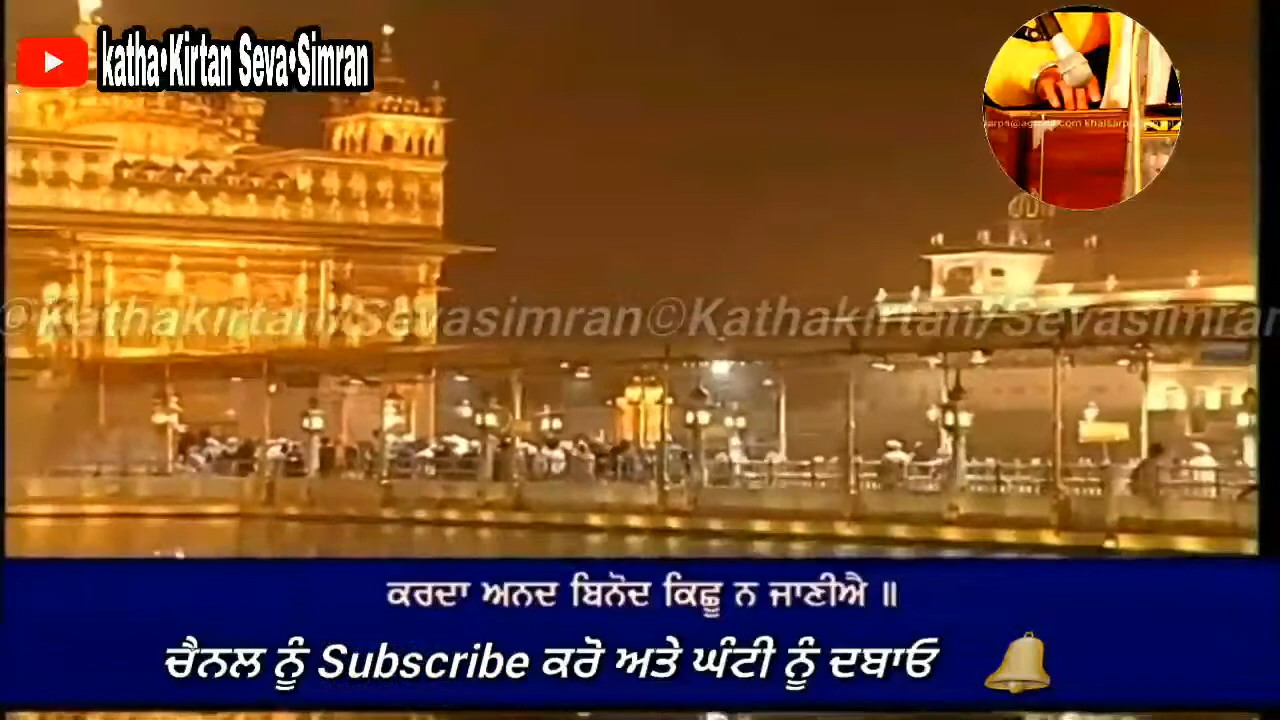 katha•Kirtan Seva•Simran
©Kathakirtan/Sevasimran©Kathakirtan/Sevasimran
ਕਰਦਾ ਅਨਦ ਬਿਨੋਦ ਕਿਛੂ ਨ ਜਾਣੀਐ ॥
ਚੈਨਲ ਨੂੰ Subscribe ਕਰੋ ਅਤੇ ਘੰਟੀ ਨੂੰ ਦਬਾਓ